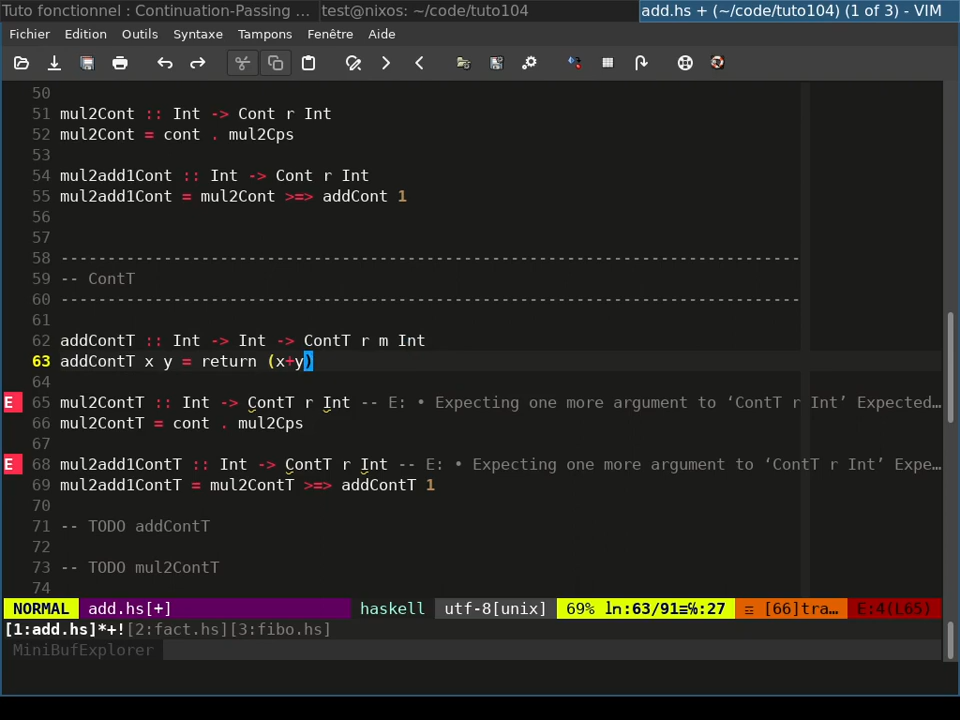 Tuto fonctionnel : Continuation-Passing ... test@nixos: ~/code/tuto104 add.hs + (~/code/tuto104) (1 of 3) - VIM
Fichier Edition Outils Syntaxe Tampons Fenêtre Aide
50
51 mul2Cont :: Int -> Cont r Int
52 mul2Cont = cont . mul2Cps
53
54 mul2add1Cont :: Int -> Cont r Int
55 mul2add1Cont = mul2Cont >=> addCont 1
56
57
58 -------------------------------------------------------------------------------
59 -- ContT
60 -------------------------------------------------------------------------------
61
62 addContT :: Int -> Int -> ContT r m Int
63 addContT x y = return (x+y)
64
E 65 mul2ContT :: Int -> ContT r Int -- E: • Expecting one more argument to ‘ContT r Int’ Expected…
66 mul2ContT = cont . mul2Cps
67
E 68 mul2add1ContT :: Int -> ContT r Int -- E: • Expecting one more argument to ‘ContT r Int’ Expe…
69 mul2add1ContT = mul2ContT >=> addContT 1
70
71 -- TODO addContT
72
73 -- TODO mul2ContT
74
NORMAL add.hs[+] haskell utf-8[unix] 69% ln:63/91≡℅:27 ☲ [66]tra… E:4(L65)
[1:add.hs]*+![2:fact.hs][3:fibo.hs]
MiniBufExplorer